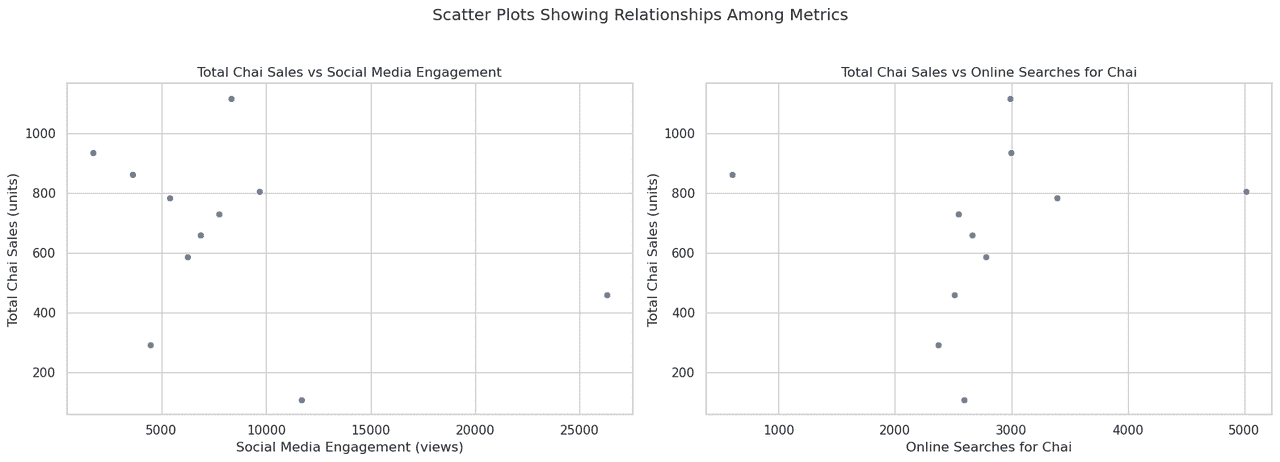 Scatter Plots Showing Relationships Among Metrics
Total Chai Sales vs Social Media Engagement
Total Chai Sales (units)
1000
800
600
400
200
5000 10000 15000 20000 25000
Social Media Engagement (views)
Total Chai Sales vs Online Searches for Chai
Total Chai Sales (units)
1000
800
600
400
200
1000 2000 3000 4000 5000
Online Searches for Chai